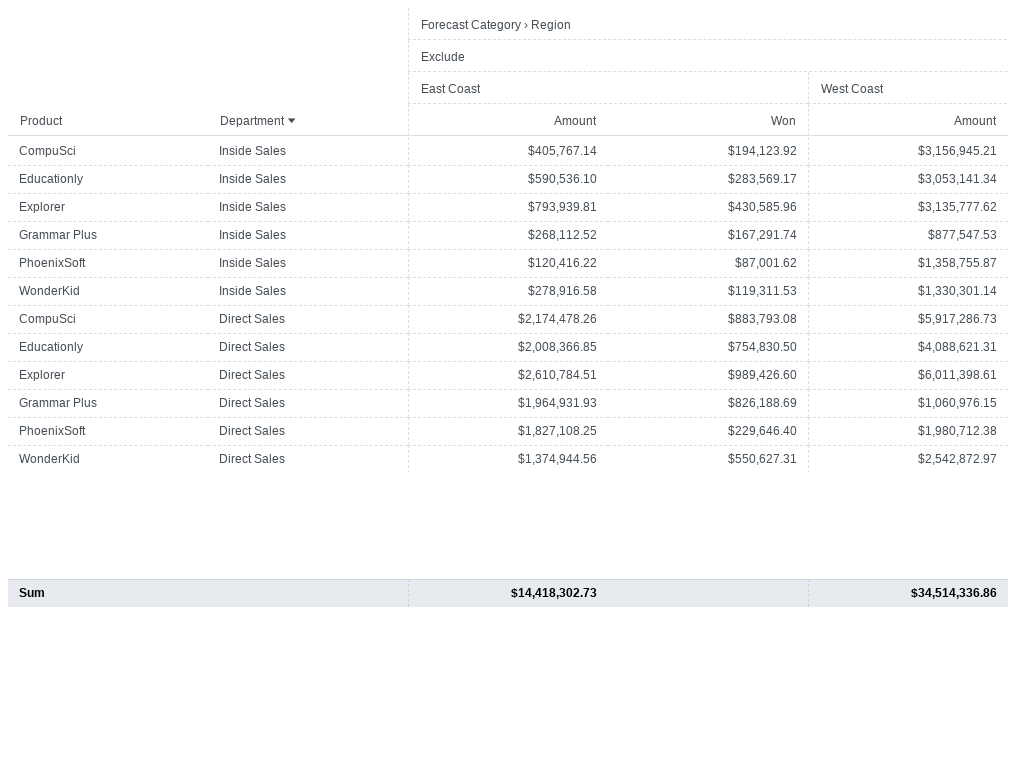 Forecast Category › Region
Exclude
East Coast West Coast
Product Department Amount Won Amount
CompuSci Inside Sales $405,767.14 $194,123.92 $3,156,945.21
Educationly Inside Sales $590,536.10 $283,569.17 $3,053,141.34
Explorer Inside Sales $793,939.81 $430,585.96 $3,135,777.62
Grammar Plus Inside Sales $268,112.52 $167,291.74 $877,547.53
PhoenixSoft Inside Sales $120,416.22 $87,001.62 $1,358,755.87
WonderKid Inside Sales $278,916.58 $119,311.53 $1,330,301.14
CompuSci Direct Sales $2,174,478.26 $883,793.08 $5,917,286.73
Educationly Direct Sales $2,008,366.85 $754,830.50 $4,088,621.31
Explorer Direct Sales $2,610,784.51 $989,426.60 $6,011,398.61
Grammar Plus Direct Sales $1,964,931.93 $826,188.69 $1,060,976.15
PhoenixSoft Direct Sales $1,827,108.25 $229,646.40 $1,980,712.38
WonderKid Direct Sales $1,374,944.56 $550,627.31 $2,542,872.97
Sum $14,418,302.73 $34,514,336.86